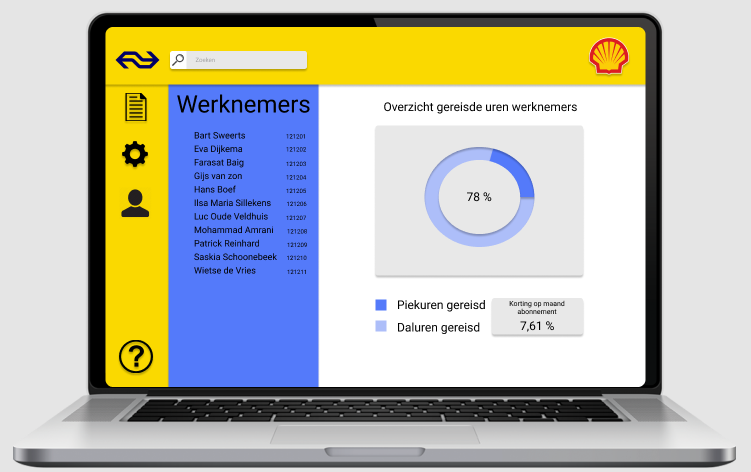 Zoeken
Werknemers
Bart Sweerts 121201
Eva Dijkema 121202
Farasat Baig 121203
Gijs van zon 121204
Hans Boef 121205
Ilsa Maria Sillekens 121206
Luc Oude Veldhuis 121207
Mohammad Amrani 121208
Patrick Reinhard 121209
Saskia Schoonebeek 121210
Wietse de Vries 121211
Overzicht gereisde uren werknemers
78 %
Piekuren gereisd
Daluren gereisd
Korting op maand
abonnement
7,61 %
?